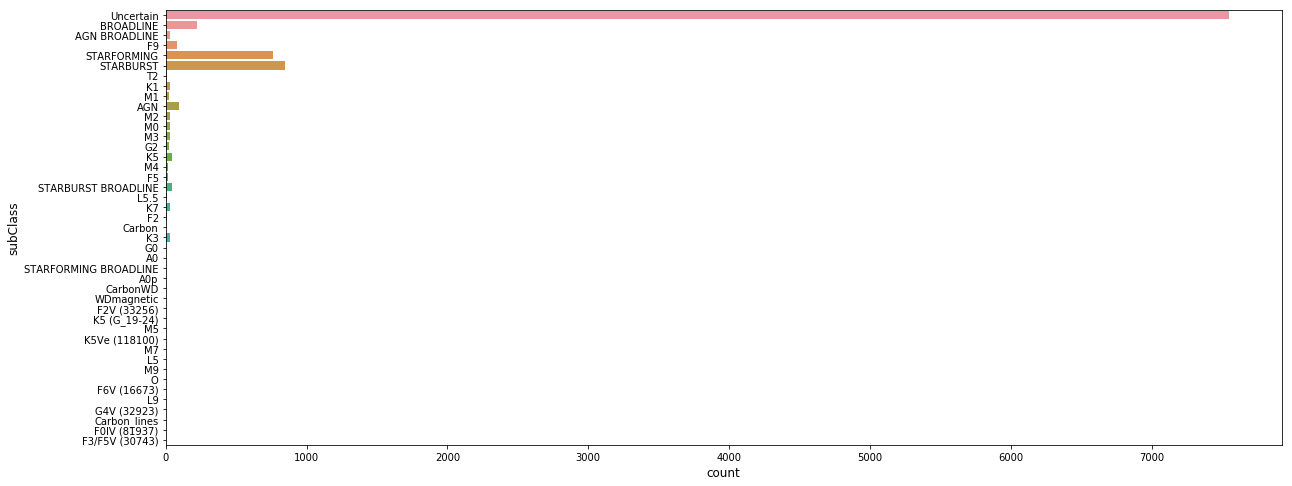 Uncertain
BROADLINE
AGN BROADLINE
F9
STARFORMING
STARBURST
T2
K1
M1
AGN
M2
M0
M3
G2
K5
M4
F5
STARBURST BROADLINE
L5.5
K7
F2
Carbon
K3
G0
A0
STARFORMING BROADLINE
A0p
CarbonWD
WDmagnetic
F2V (33256)
K5 (G_19-24)
M5
K5Ve (118100)
M7
L5
M9
O
F6V (16673)
L9
G4V (32923)
Carbon_lines
F0IV (81937)
F3/F5V (30743)
subClass
0 1000 2000 3000 4000 5000 6000 7000
count